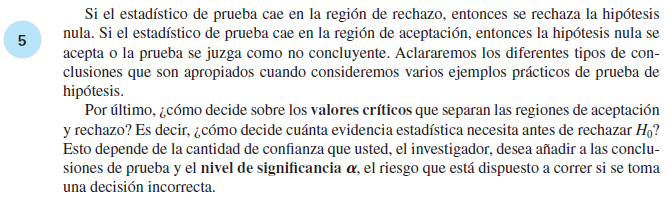 5
Si el estadístico de prueba cae en la región de rechazo, entonces se rechaza la hipótesis
nula. Si el estadístico de prueba cae en la región de aceptación, entonces la hipótesis nula se
acepta o la prueba se juzga como no concluyente. Aclararemos los diferentes tipos de con-
clusiones que son apropiados cuando consideremos varios ejemplos prácticos de prueba de
hipótesis.
Por último, ¿cómo decide sobre los valores críticos que separan las regiones de aceptación
y rechazo? Es decir, ¿cómo decide cuánta evidencia estadística necesita antes de rechazar H₀?
Esto depende de la cantidad de confianza que usted, el investigador, desea añadir a las conclu-
siones de prueba y el nivel de significancia α, el riesgo que está dispuesto a correr si se toma
una decisión incorrecta.